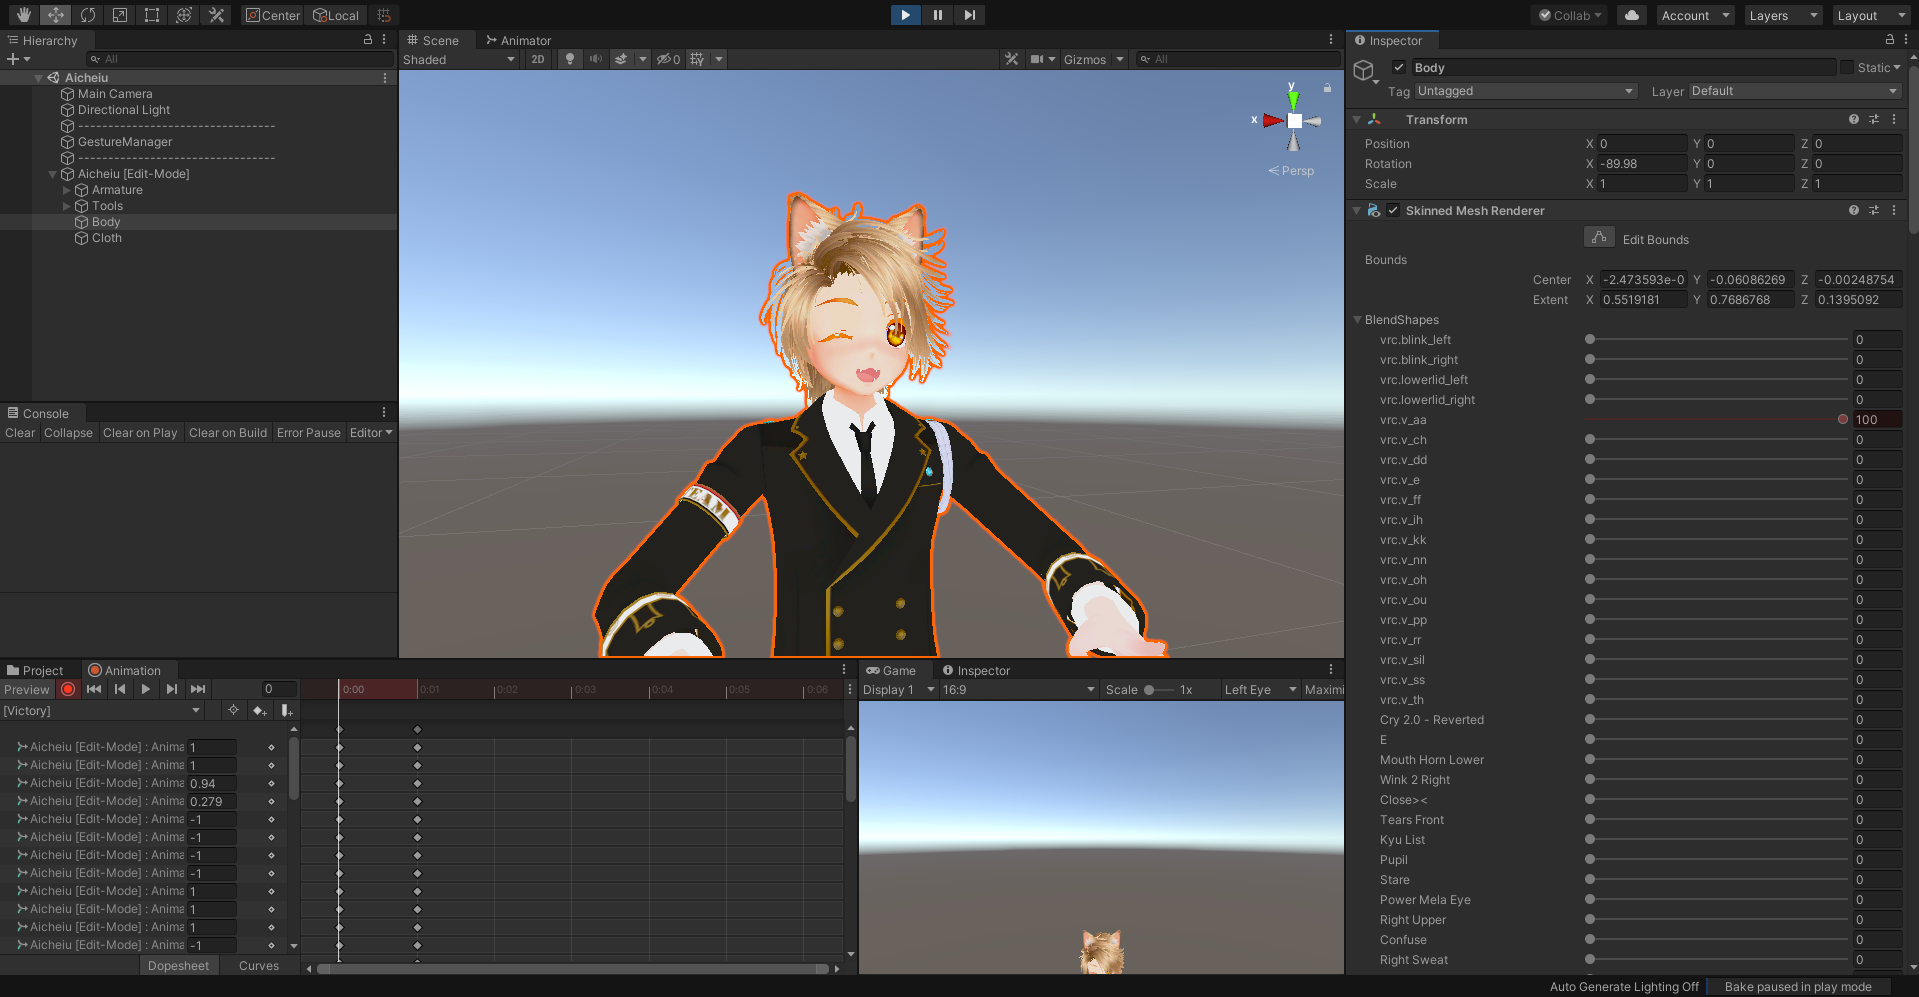 Center
Local
Collab
Account
Layers
Layout
Hierarchy
All
Aicheiu
Main Camera
Directional Light
---------------------------------
GestureManager
---------------------------------
Aicheiu [Edit-Mode]
Armature
Tools
Body
Cloth
Console
Clear
Collapse
Clear on Play
Clear on Build
Error Pause
Editor
Scene
Animator
Shaded
2D
0
Gizmos
All
y
x
Persp
EAM
Project
Animation
Preview
0
0:00
0:01
0:02
0:03
0:04
0:05
0:06
[Victory]
Aicheiu [Edit-Mode] : Anima 1
Aicheiu [Edit-Mode] : Anima 1
Aicheiu [Edit-Mode] : Anima 0.94
Aicheiu [Edit-Mode] : Anima 0.279
Aicheiu [Edit-Mode] : Anima -1
Aicheiu [Edit-Mode] : Anima -1
Aicheiu [Edit-Mode] : Anima -1
Aicheiu [Edit-Mode] : Anima -1
Aicheiu [Edit-Mode] : Anima 1
Aicheiu [Edit-Mode] : Anima 1
Aicheiu [Edit-Mode] : Anima 1
Aicheiu [Edit-Mode] : Anima -1
Dopesheet
Curves
Game
Inspector
Display 1
16:9
Scale
1x
Left Eye
Maximi
Inspector
Body
Static
Tag Untagged
Layer Default
Transform
Position X 0 Y 0 Z 0
Rotation X -89.98 Y 0 Z 0
Scale X 1 Y 1 Z 1
Skinned Mesh Renderer
Edit Bounds
Bounds
Center X -2.473593e-0 Y -0.06086269 Z -0.00248754
Extent X 0.5519181 Y 0.7686768 Z 0.1395092
BlendShapes
vrc.blink_left 0
vrc.blink_right 0
vrc.lowerlid_left 0
vrc.lowerlid_right 0
vrc.v_aa 100
vrc.v_ch 0
vrc.v_dd 0
vrc.v_e 0
vrc.v_ff 0
vrc.v_ih 0
vrc.v_kk 0
vrc.v_nn 0
vrc.v_oh 0
vrc.v_ou 0
vrc.v_pp 0
vrc.v_rr 0
vrc.v_sil 0
vrc.v_ss 0
vrc.v_th 0
Cry 2.0 - Reverted 0
E 0
Mouth Horn Lower 0
Wink 2 Right 0
Close>< 0
Tears Front 0
Kyu List 0
Pupil 0
Stare 0
Power Mela Eye 0
Right Upper 0
Confuse 0
Right Sweat 0
Auto Generate Lighting Off
Bake paused in play mode